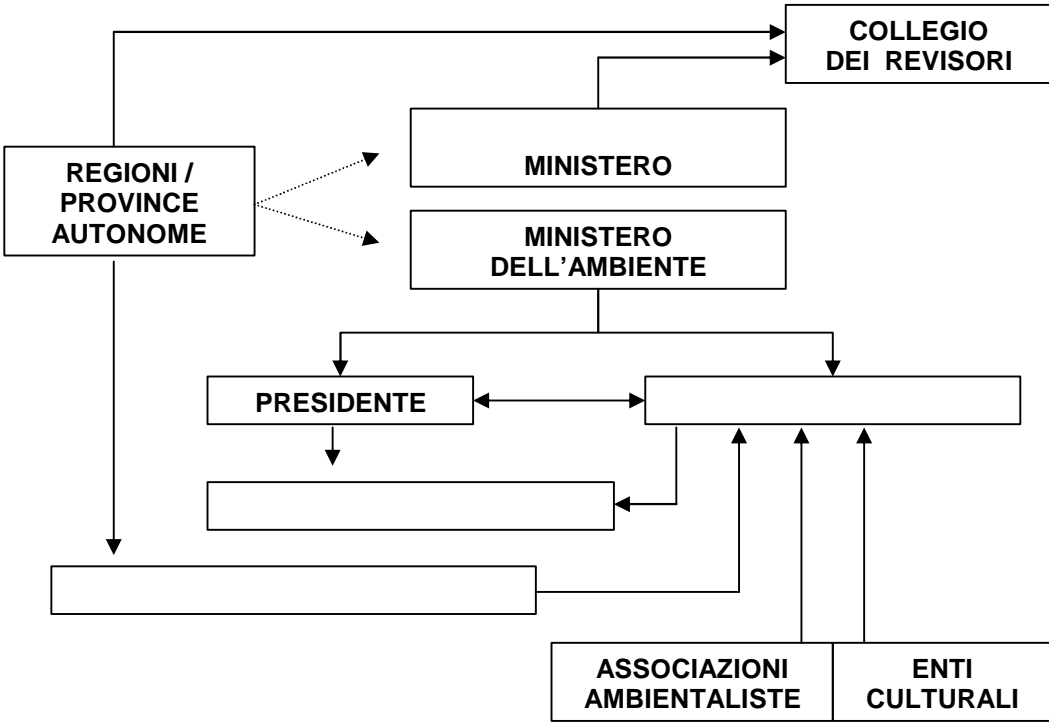 COLLEGIO
DEI REVISORI
MINISTERO
REGIONI /
PROVINCE
AUTONOME
MINISTERO
DELL'AMBIENTE
PRESIDENTE
ASSOCIAZIONI
AMBIENTALISTE
ENTI
CULTURALI